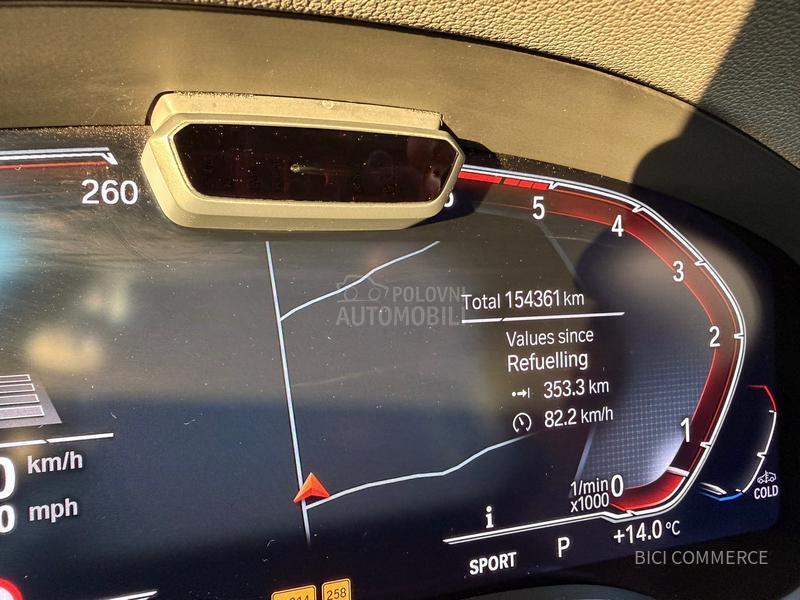 260
5
4
3
2
1
0
POLOVNI
AUTOMOBILI
Total 154361 km
Values since
Refuelling
353.3 km
82.2 km/h
km/h
0
mph
1/min
x1000
COLD
+14.0 °C
SPORT
P
BICI COMMERCE
258